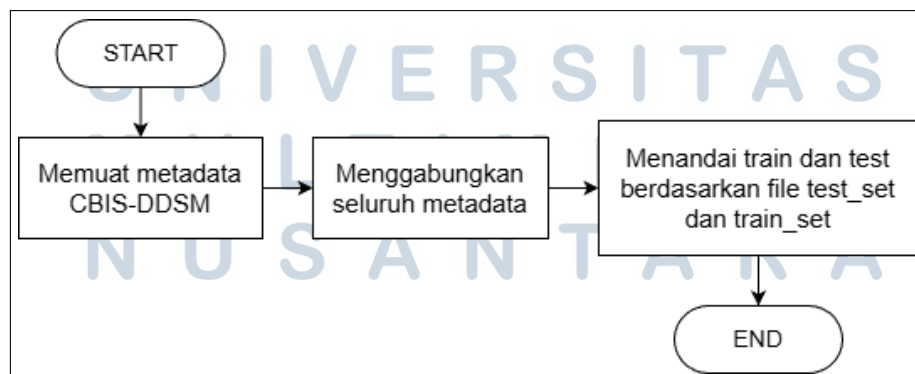 START
UNIVERSITAS
Memuat metadata
CBIS-DDSM
Menggabungkan
seluruh metadata
Menandai train dan test
berdasarkan file test_set
dan train_set
NUSANTARA
END